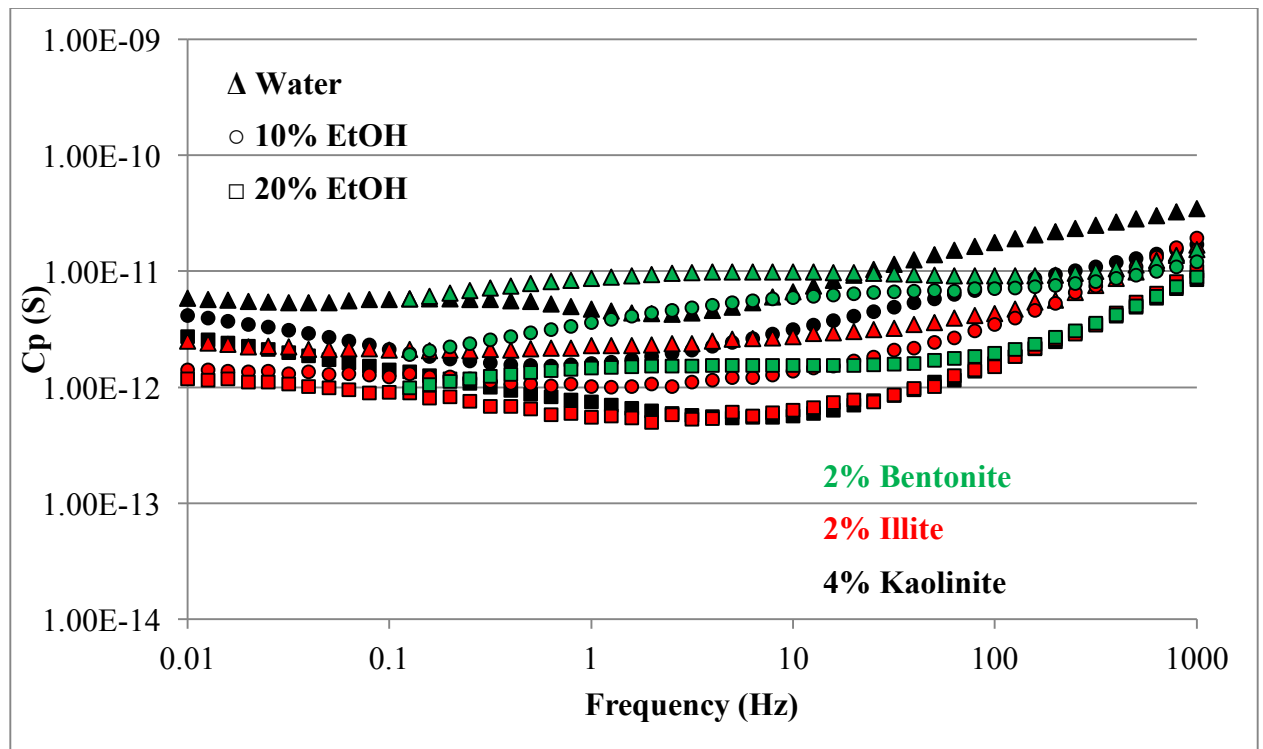 1.00E-09
1.00E-10
1.00E-11
1.00E-12
1.00E-13
1.00E-14
Cp (S)
Δ Water
○ 10% EtOH
□ 20% EtOH
2% Bentonite
2% Illite
4% Kaolinite
0.01 0.1 1 10 100 1000
Frequency (Hz)